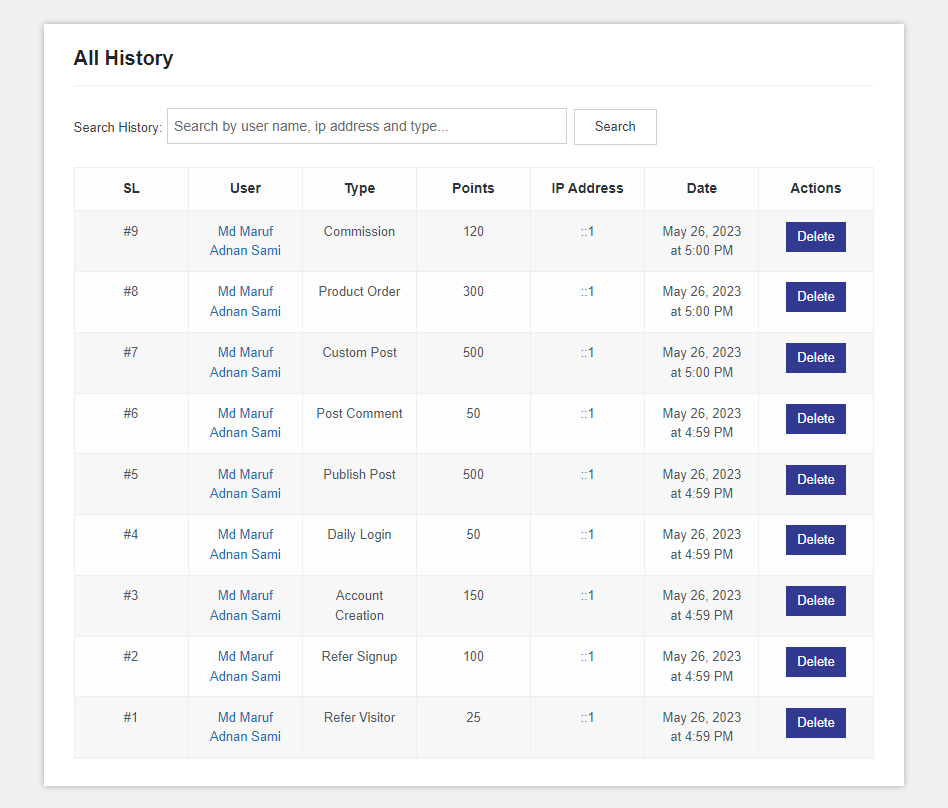 All History
Search History: Search by user name, ip address and type... Search
SL User Type Points IP Address Date Actions
#9 Md Maruf Commission 120 ::1 May 26, 2023 Delete
Adnan Sami at 5:00 PM
#8 Md Maruf Product Order 300 ::1 May 26, 2023 Delete
Adnan Sami at 5:00 PM
#7 Md Maruf Custom Post 500 ::1 May 26, 2023 Delete
Adnan Sami at 5:00 PM
#6 Md Maruf Post Comment 50 ::1 May 26, 2023 Delete
Adnan Sami at 4:59 PM
#5 Md Maruf Publish Post 500 ::1 May 26, 2023 Delete
Adnan Sami at 4:59 PM
#4 Md Maruf Daily Login 50 ::1 May 26, 2023 Delete
Adnan Sami at 4:59 PM
#3 Md Maruf Account 150 ::1 May 26, 2023 Delete
Adnan Sami Creation at 4:59 PM
#2 Md Maruf Refer Signup 100 ::1 May 26, 2023 Delete
Adnan Sami at 4:59 PM
#1 Md Maruf Refer Visitor 25 ::1 May 26, 2023 Delete
Adnan Sami at 4:59 PM